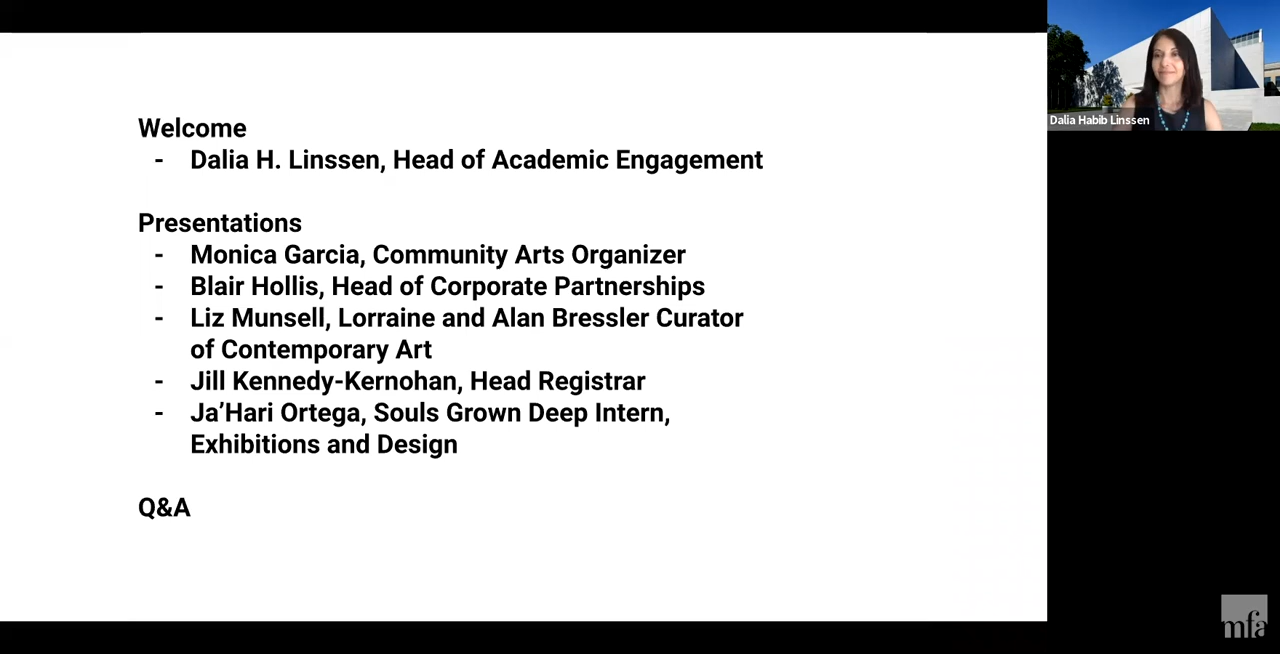 Welcome
- Dalia H. Linssen, Head of Academic Engagement
Presentations
- Monica Garcia, Community Arts Organizer
- Blair Hollis, Head of Corporate Partnerships
- Liz Munsell, Lorraine and Alan Bressler Curator
of Contemporary Art
- Jill Kennedy-Kernohan, Head Registrar
- Ja’Hari Ortega, Souls Grown Deep Intern,
Exhibitions and Design
Q&A
Dalia Habib Linssen
mfa